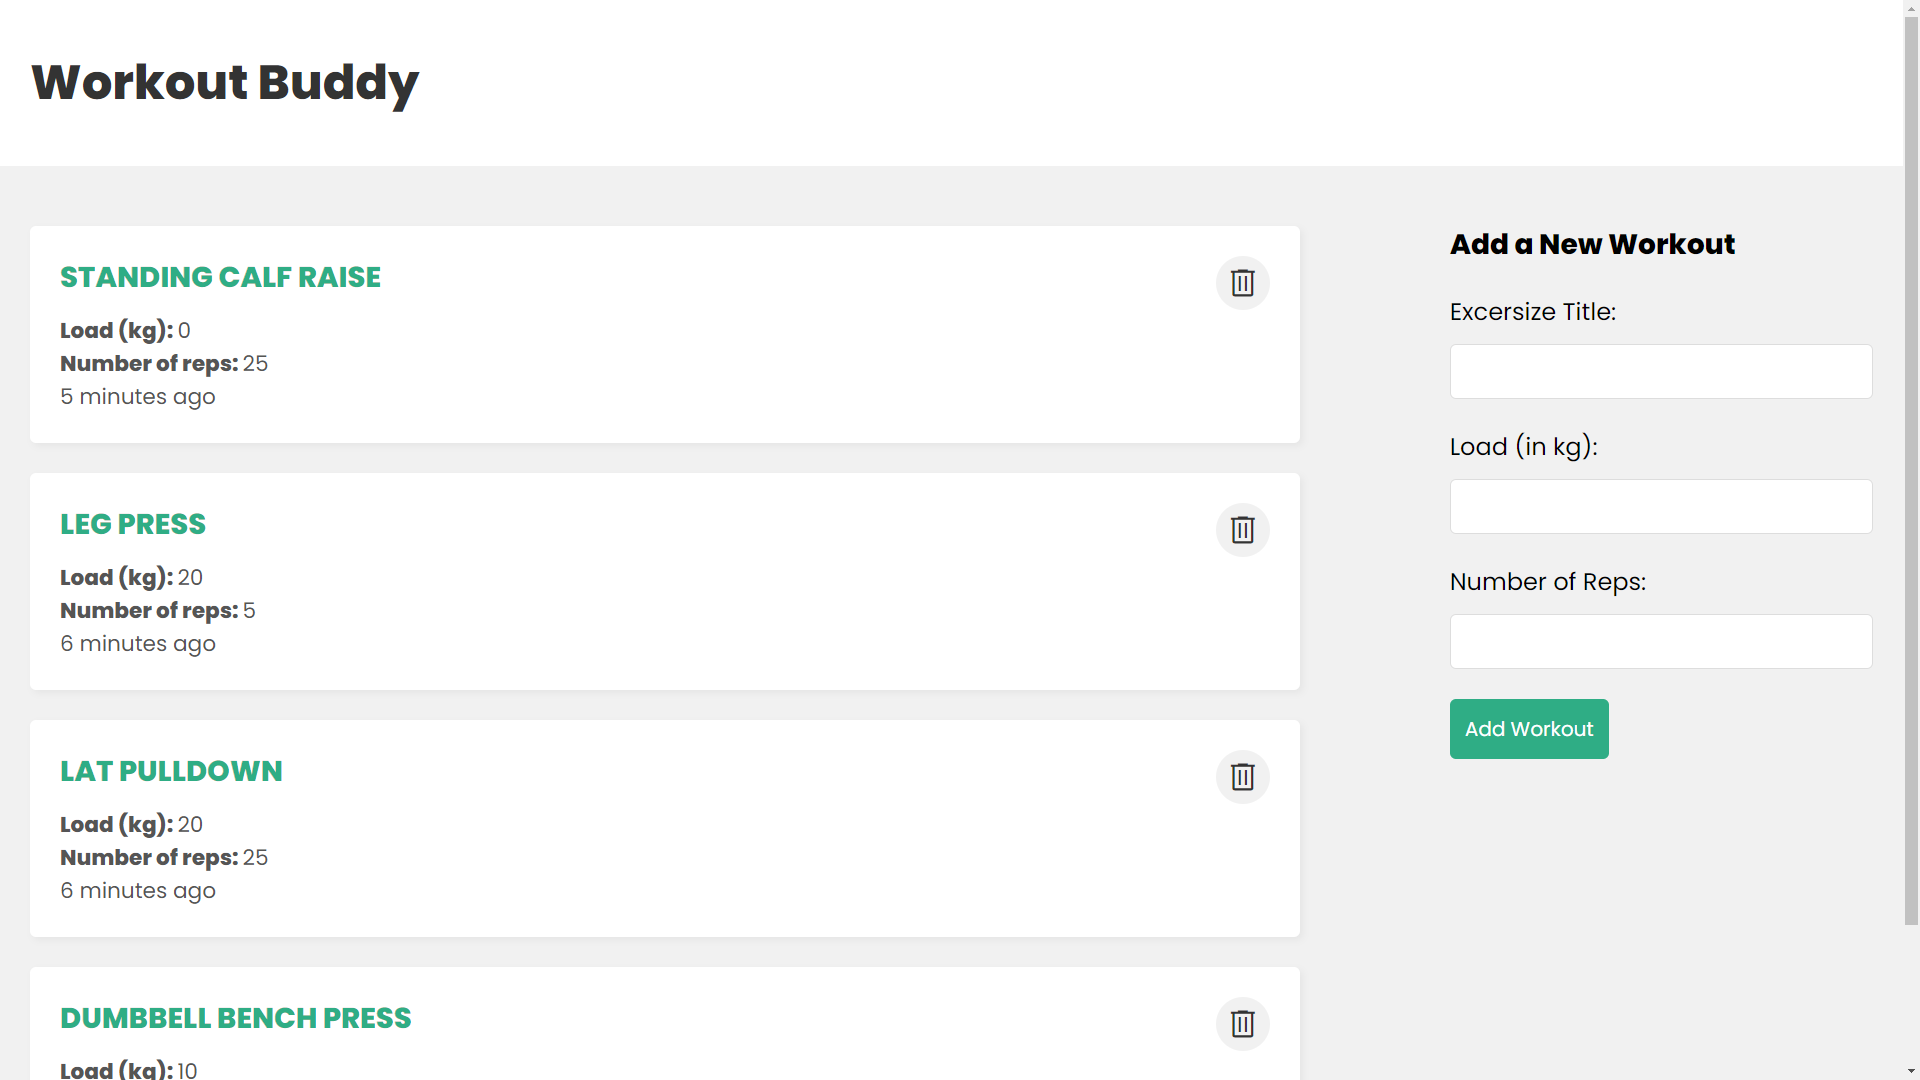 Workout Buddy
STANDING CALF RAISE
Load (kg): 0
Number of reps: 25
5 minutes ago
LEG PRESS
Load (kg): 20
Number of reps: 5
6 minutes ago
LAT PULLDOWN
Load (kg): 20
Number of reps: 25
6 minutes ago
DUMBBELL BENCH PRESS
Load (kg): 10
Add a New Workout
Excersize Title:
Load (in kg):
Number of Reps:
Add Workout